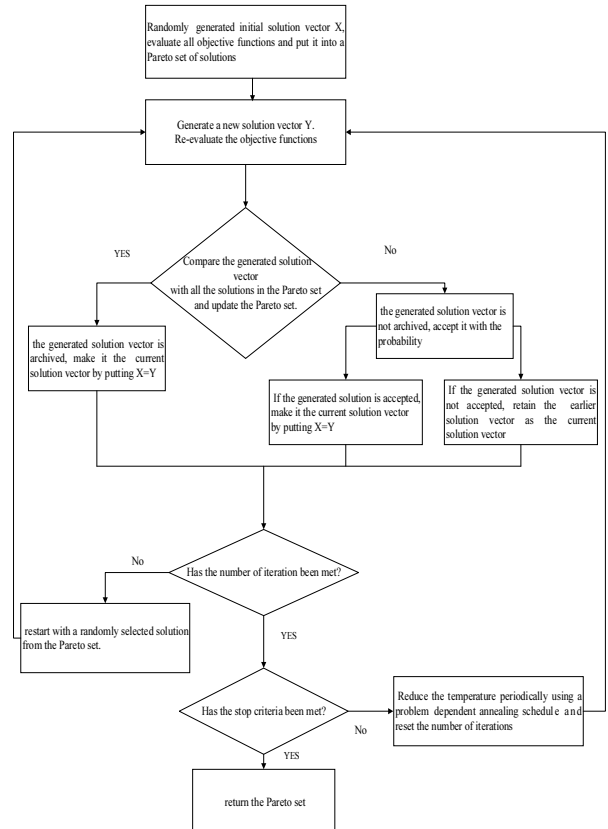 Randomly generated initial solution vector X,
evaluate all objective functions and put it into a
Pareto set of solutions
Generate a new solution vector Y.
Re-evaluate the objective functions
YES
No
Compare the generated solution
vector
with all the solutions in the Pareto set
and update the Pareto set.
the generated solution vector is
archived, make it the current
solution vector by putting X=Y
the generated solution vector is
not archived, accept it with the
probability
If the generated solution is accepted,
make it the current solution vector
by putting X=Y
If the generated solution vector is
not accepted, retain the earlier
solution vector as the current
solution vector
No
Has the number of iteration been met?
restart with a randomly selected solution
from the Pareto set.
YES
Has the stop criteria been met?
No
Reduce the temperature periodically using a
problem dependent annealing schedule and
reset the number of iterations
YES
return the Pareto set